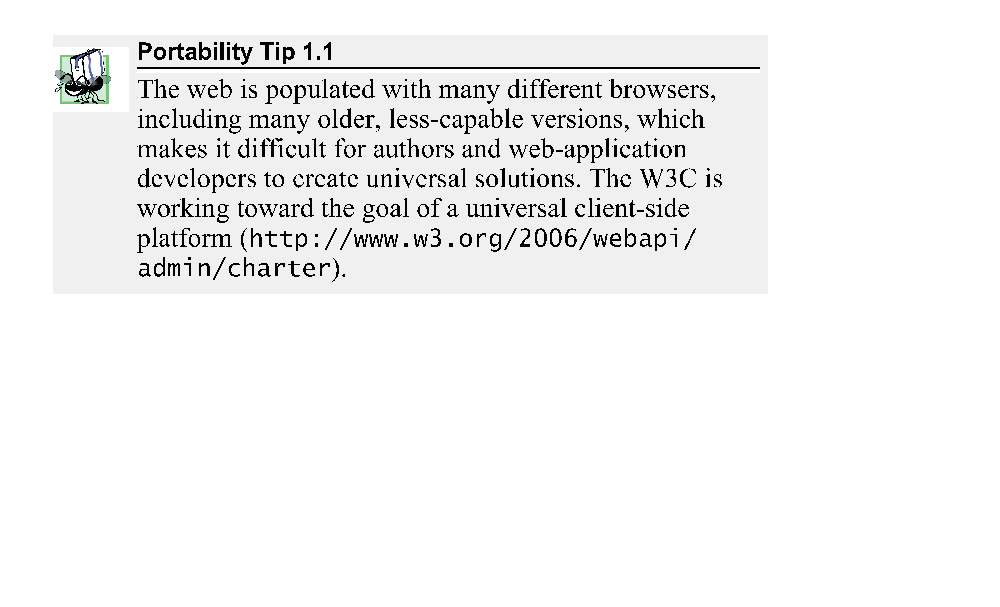 Portability Tip 1.1
The web is populated with many different browsers,
including many older, less-capable versions, which
makes it difficult for authors and web-application
developers to create universal solutions. The W3C is
working toward the goal of a universal client-side
platform (http://www.w3.org/2006/webapi/
admin/charter).